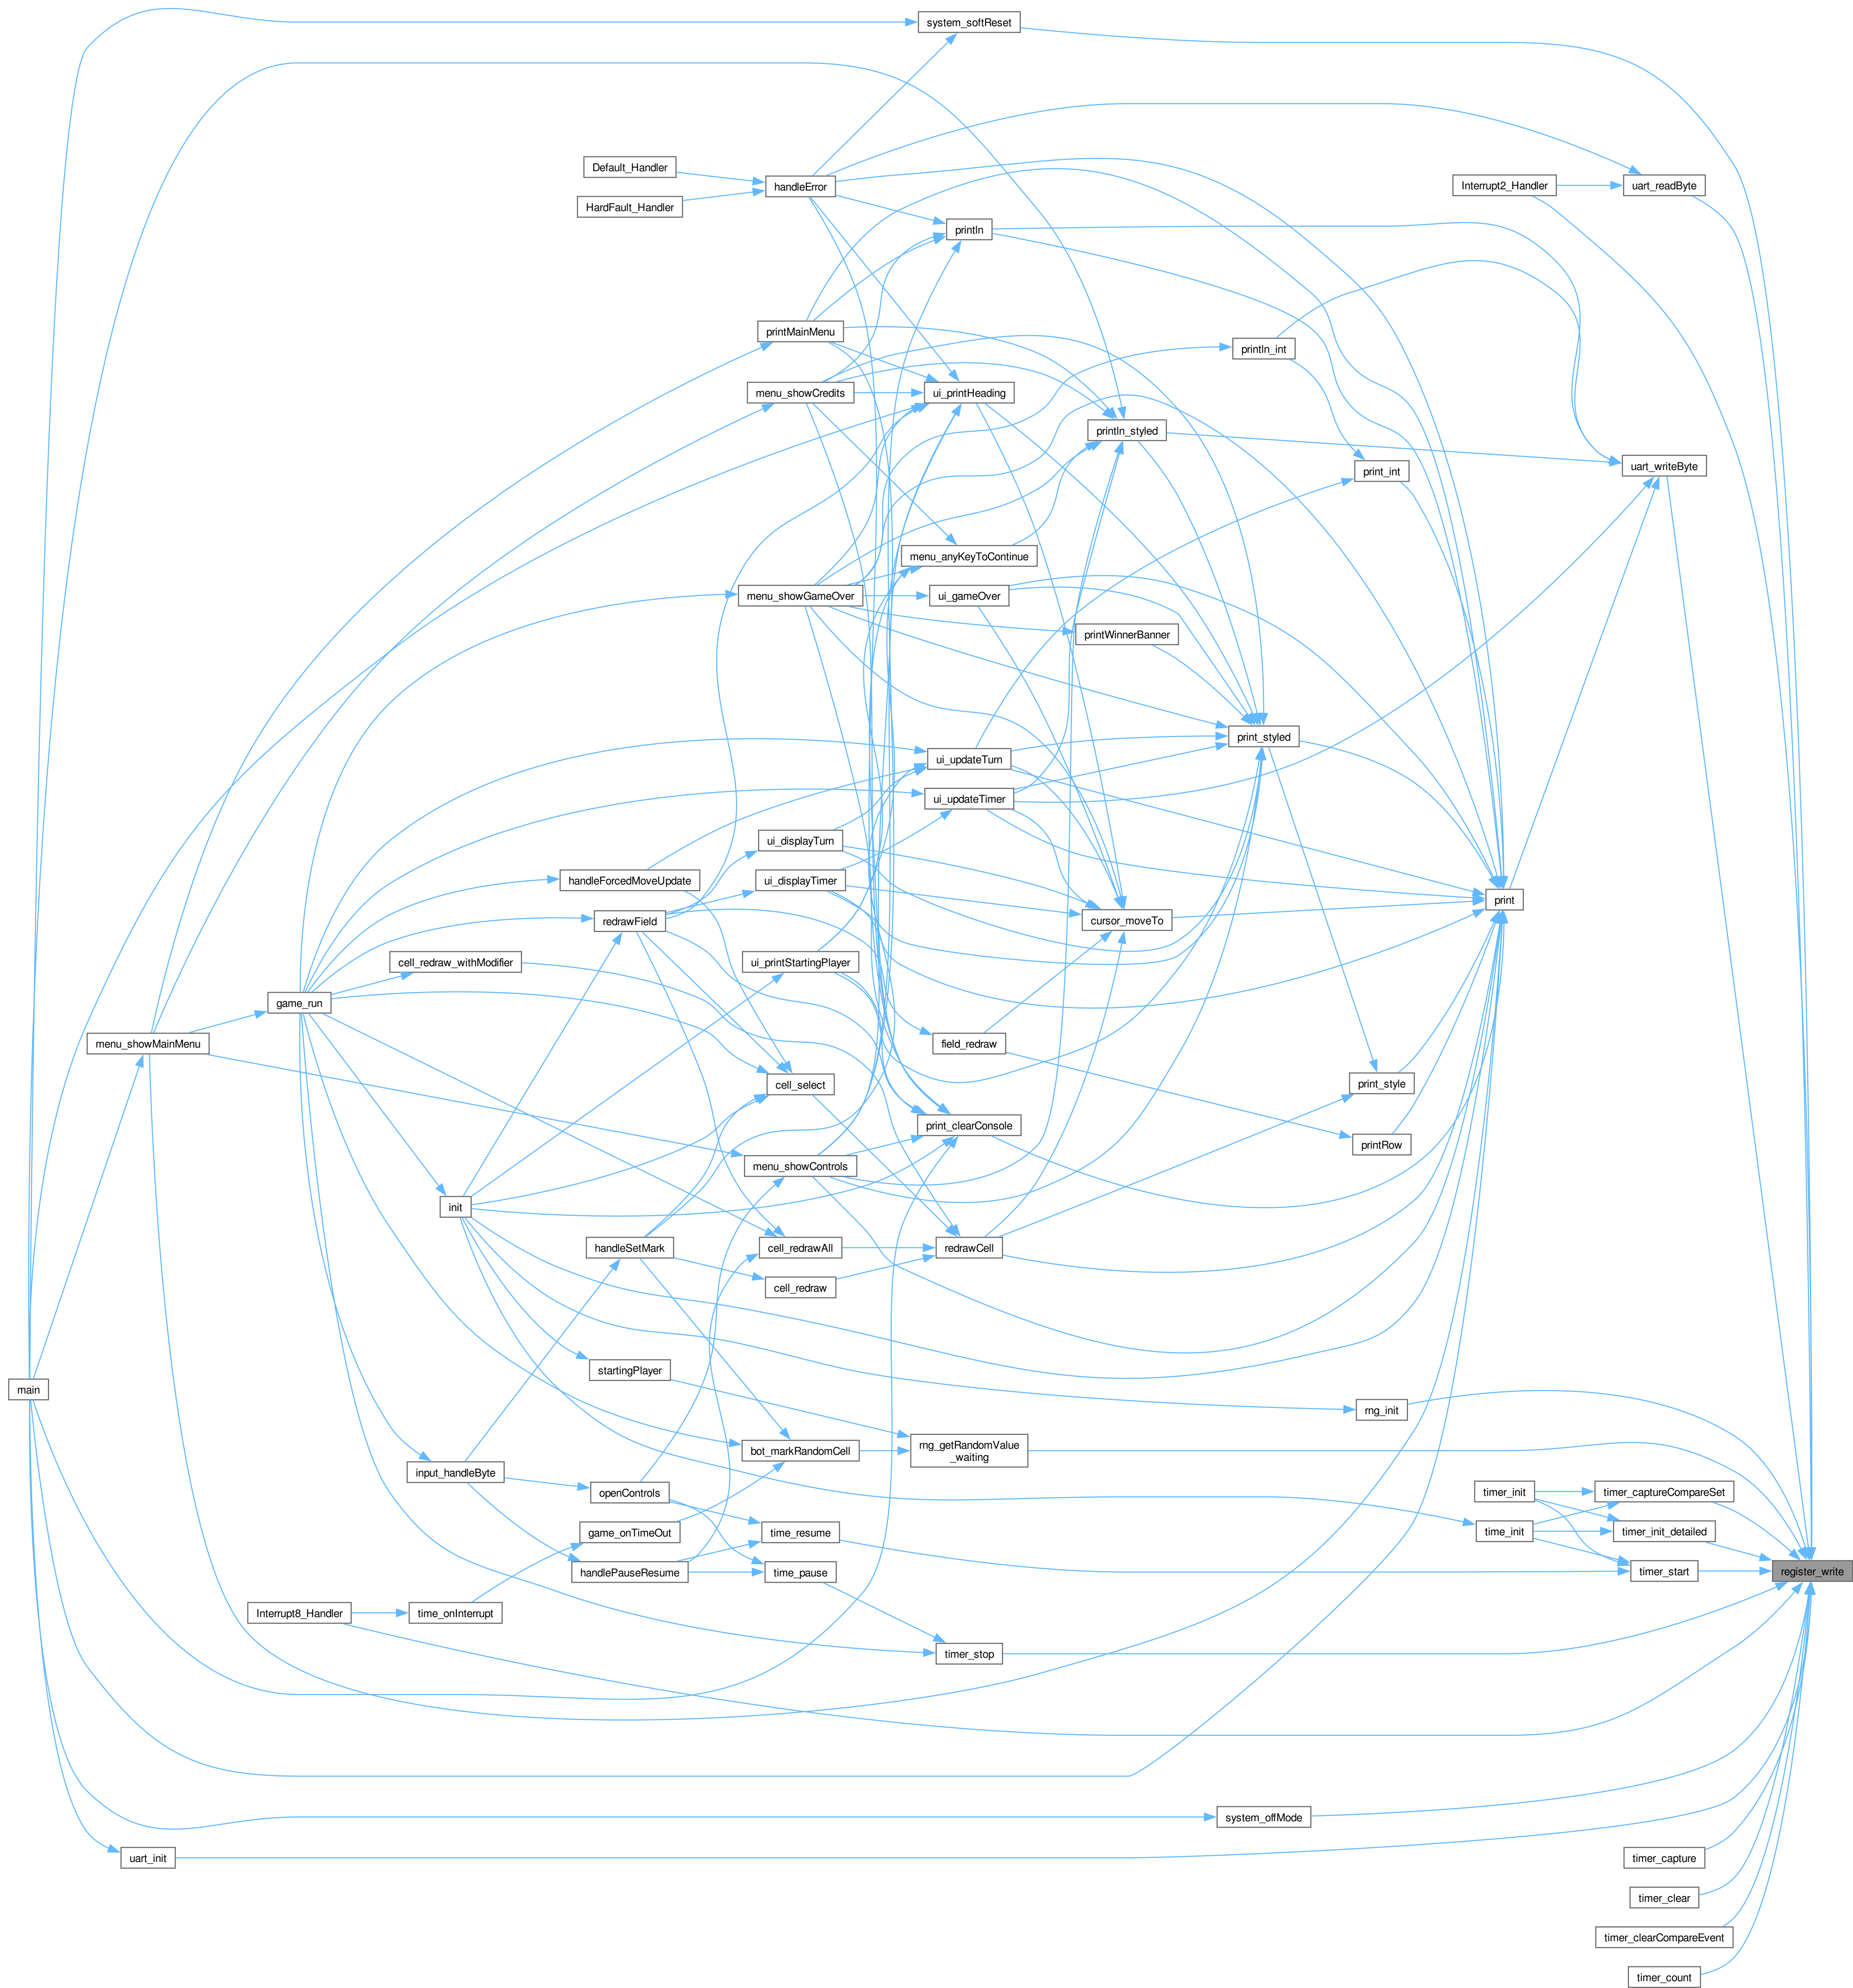 system_softReset
Default_Handler
handleError
Interrupt2_Handler
uart_readByte
HardFault_Handler
println
printMainMenu
println_int
menu_showCredits
ui_printHeading
println_styled
uart_writeByte
print_int
menu_anyKeyToContinue
menu_showGameOver
ui_gameOver
printWinnerBanner
print_styled
ui_updateTurn
ui_updateTimer
ui_displayTurn
handleForcedMoveUpdate
ui_displayTimer
print
redrawField
cursor_moveTo
cell_redraw_withModifier
ui_printStartingPlayer
game_run
menu_showMainMenu
field_redraw
cell_select
print_style
print_clearConsole
printRow
menu_showControls
init
handleSetMark
cell_redrawAll
redrawCell
cell_redraw
startingPlayer
main
rng_init
bot_markRandomCell
rng_getRandomValue
_waiting
input_handleByte
openControls
timer_init
timer_captureCompareSet
game_onTimeOut
time_resume
time_init
timer_init_detailed
handlePauseResume
time_pause
timer_start
register_write
Interrupt8_Handler
time_onInterrupt
timer_stop
system_offMode
uart_init
timer_capture
timer_clear
timer_clearCompareEvent
timer_count